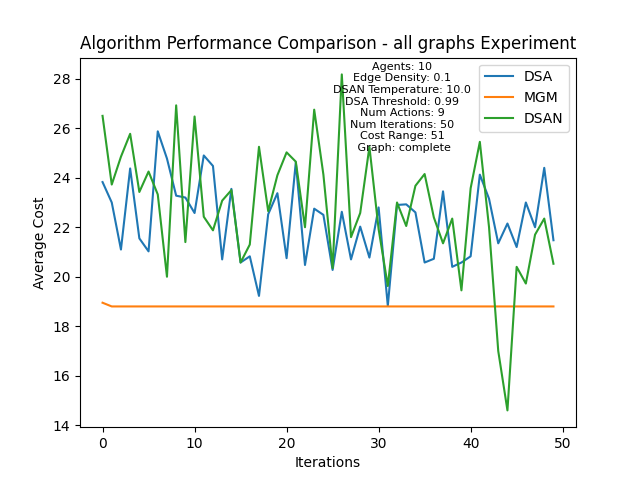 Algorithm Performance Comparison - all graphs Experiment
Agents: 10
Edge Density: 0.1
DSAN Temperature: 10.0
DSA Threshold: 0.99
Num Actions: 9
Num Iterations: 50
Cost Range: 51
Graph: complete
DSA
MGM
DSAN
Average Cost
28
26
24
22
20
18
16
14
0
10
20
30
40
50
Iterations